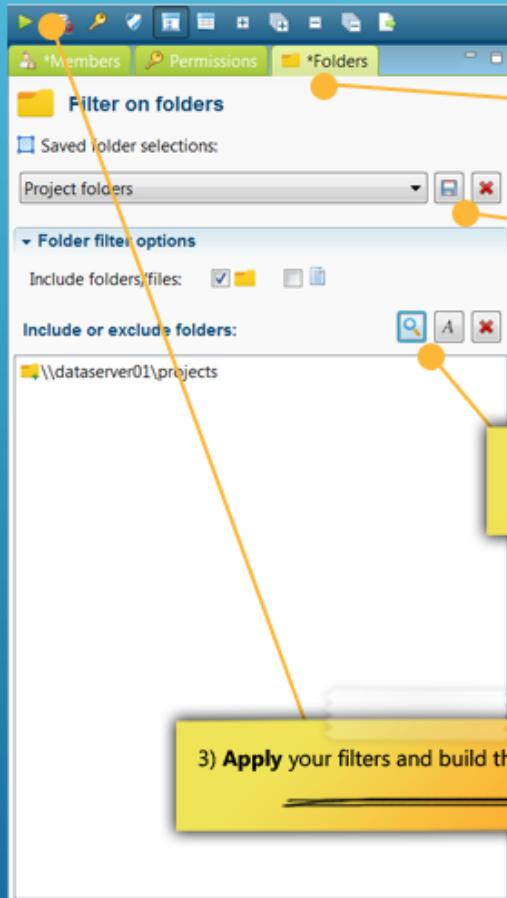 *Members Permissions *Folders
Filter on folders
Saved folder selections:
Project folders
Folder filter options
Include folders/files:
Include or exclude folders: A
\\dataserver01\projects
3) Apply your filters and build th